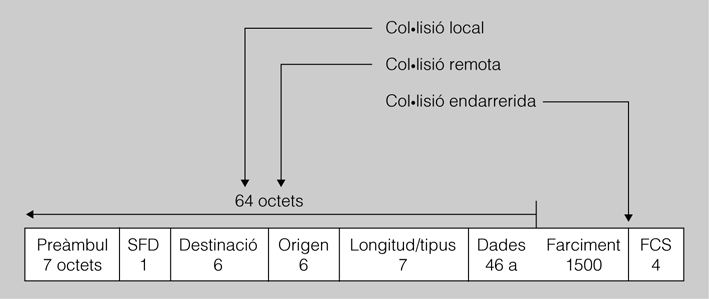 Col•lisió local
Col•lisió remota
Col•lisió endarrerida
64 octets
Preàmbul SFD Destinació Origen Longitud/tipus Dades Farciment FCS
7 octets 1 6 6 7 46 a 1500 4